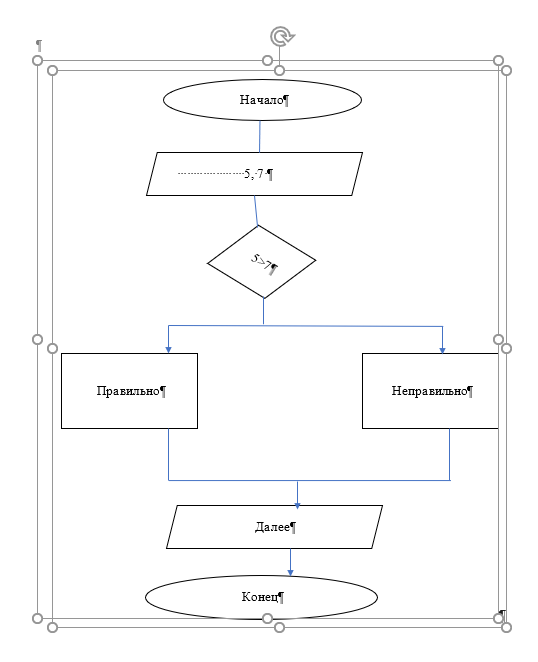 ¶
Начало¶
5,·7·¶
5>7¶
Правильно¶
Неправильно¶
Далее¶
Конец¶
¶